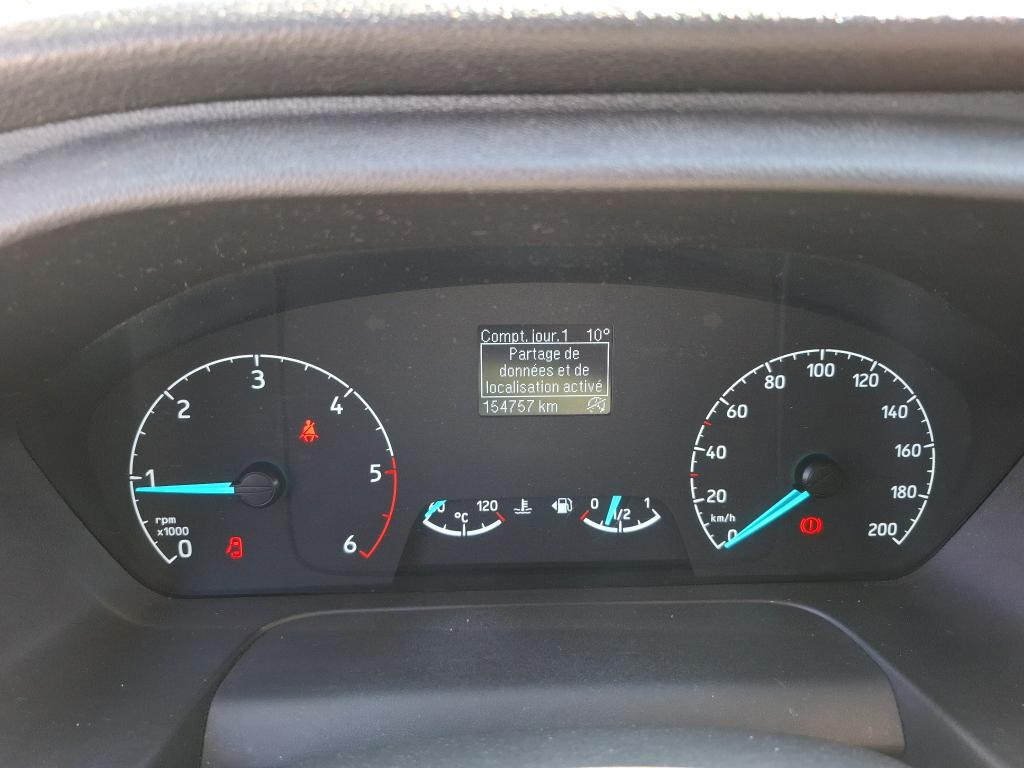 Compt. jour.1 10°
Partage de
données et de
localisation activé
154757 km
0
1
2
3
4
5
6
rpm
x1000
60
120
°C
0
1/2
1
0
20
40
60
80
100
120
140
160
180
200
km/h